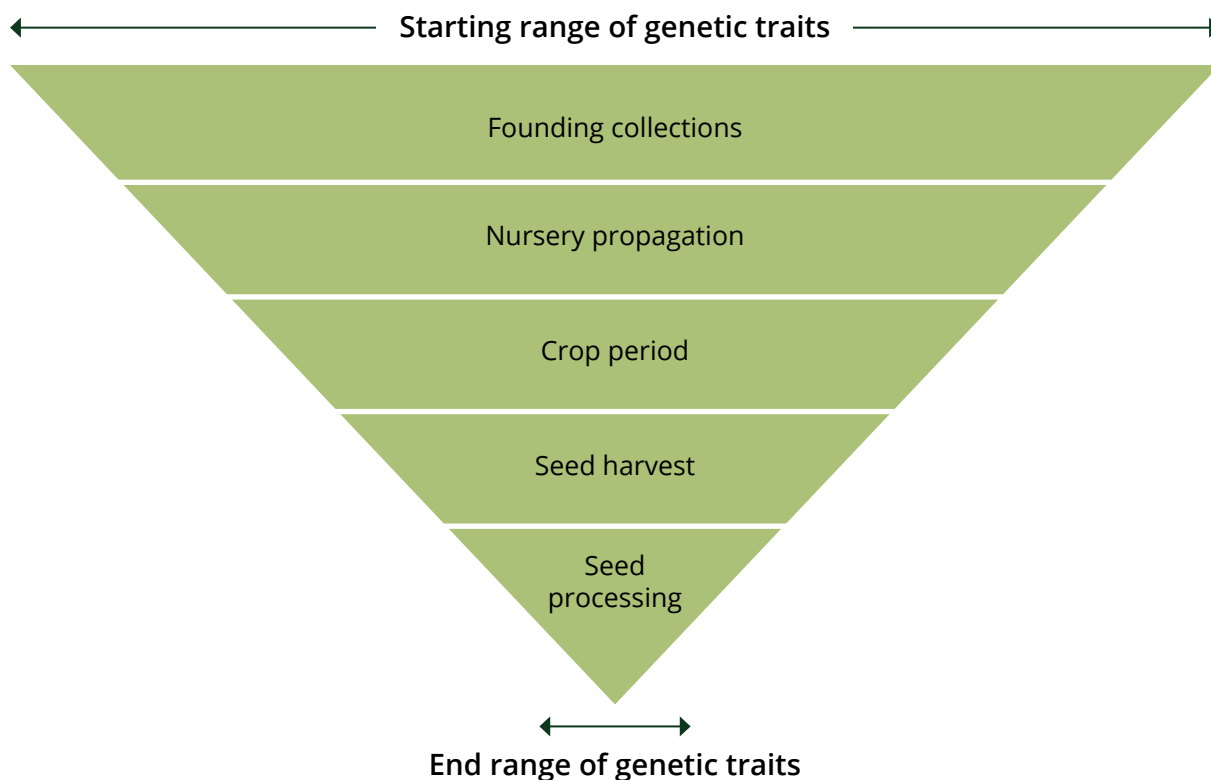 Starting range of genetic traits
Founding collections
Nursery propagation
Crop period
Seed harvest
Seed
processing
End range of genetic traits